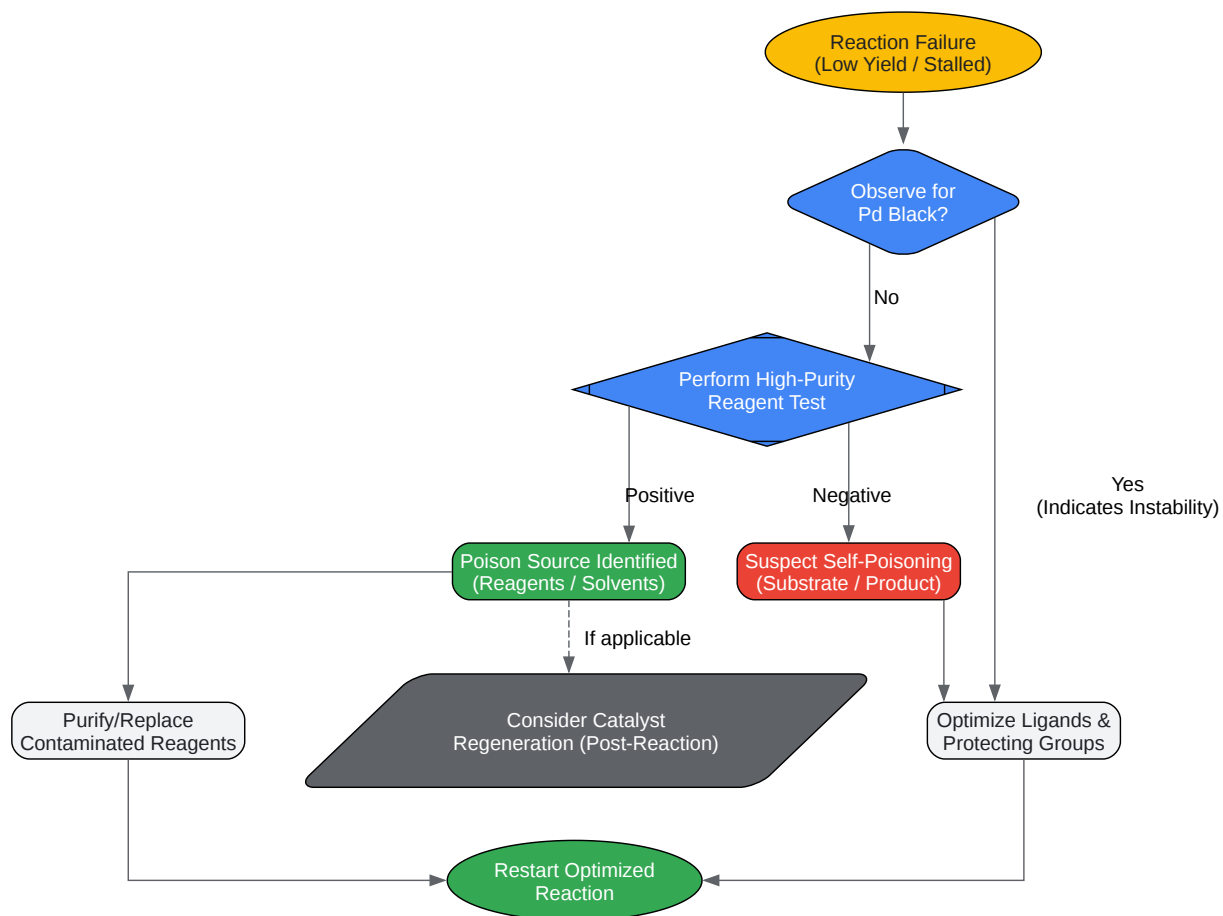 Reaction Failure
(Low Yield / Stalled)
Observe for
Pd Black?
No
Perform High-Purity
Reagent Test
Yes
(Indicates Instability)
Positive
Negative
Poison Source Identified
(Reagents / Solvents)
Suspect Self-Poisoning
(Substrate / Product)
If applicable
Purify/Replace
Contaminated Reagents
Consider Catalyst
Regeneration (Post-Reaction)
Optimize Ligands &
Protecting Groups
Restart Optimized
Reaction